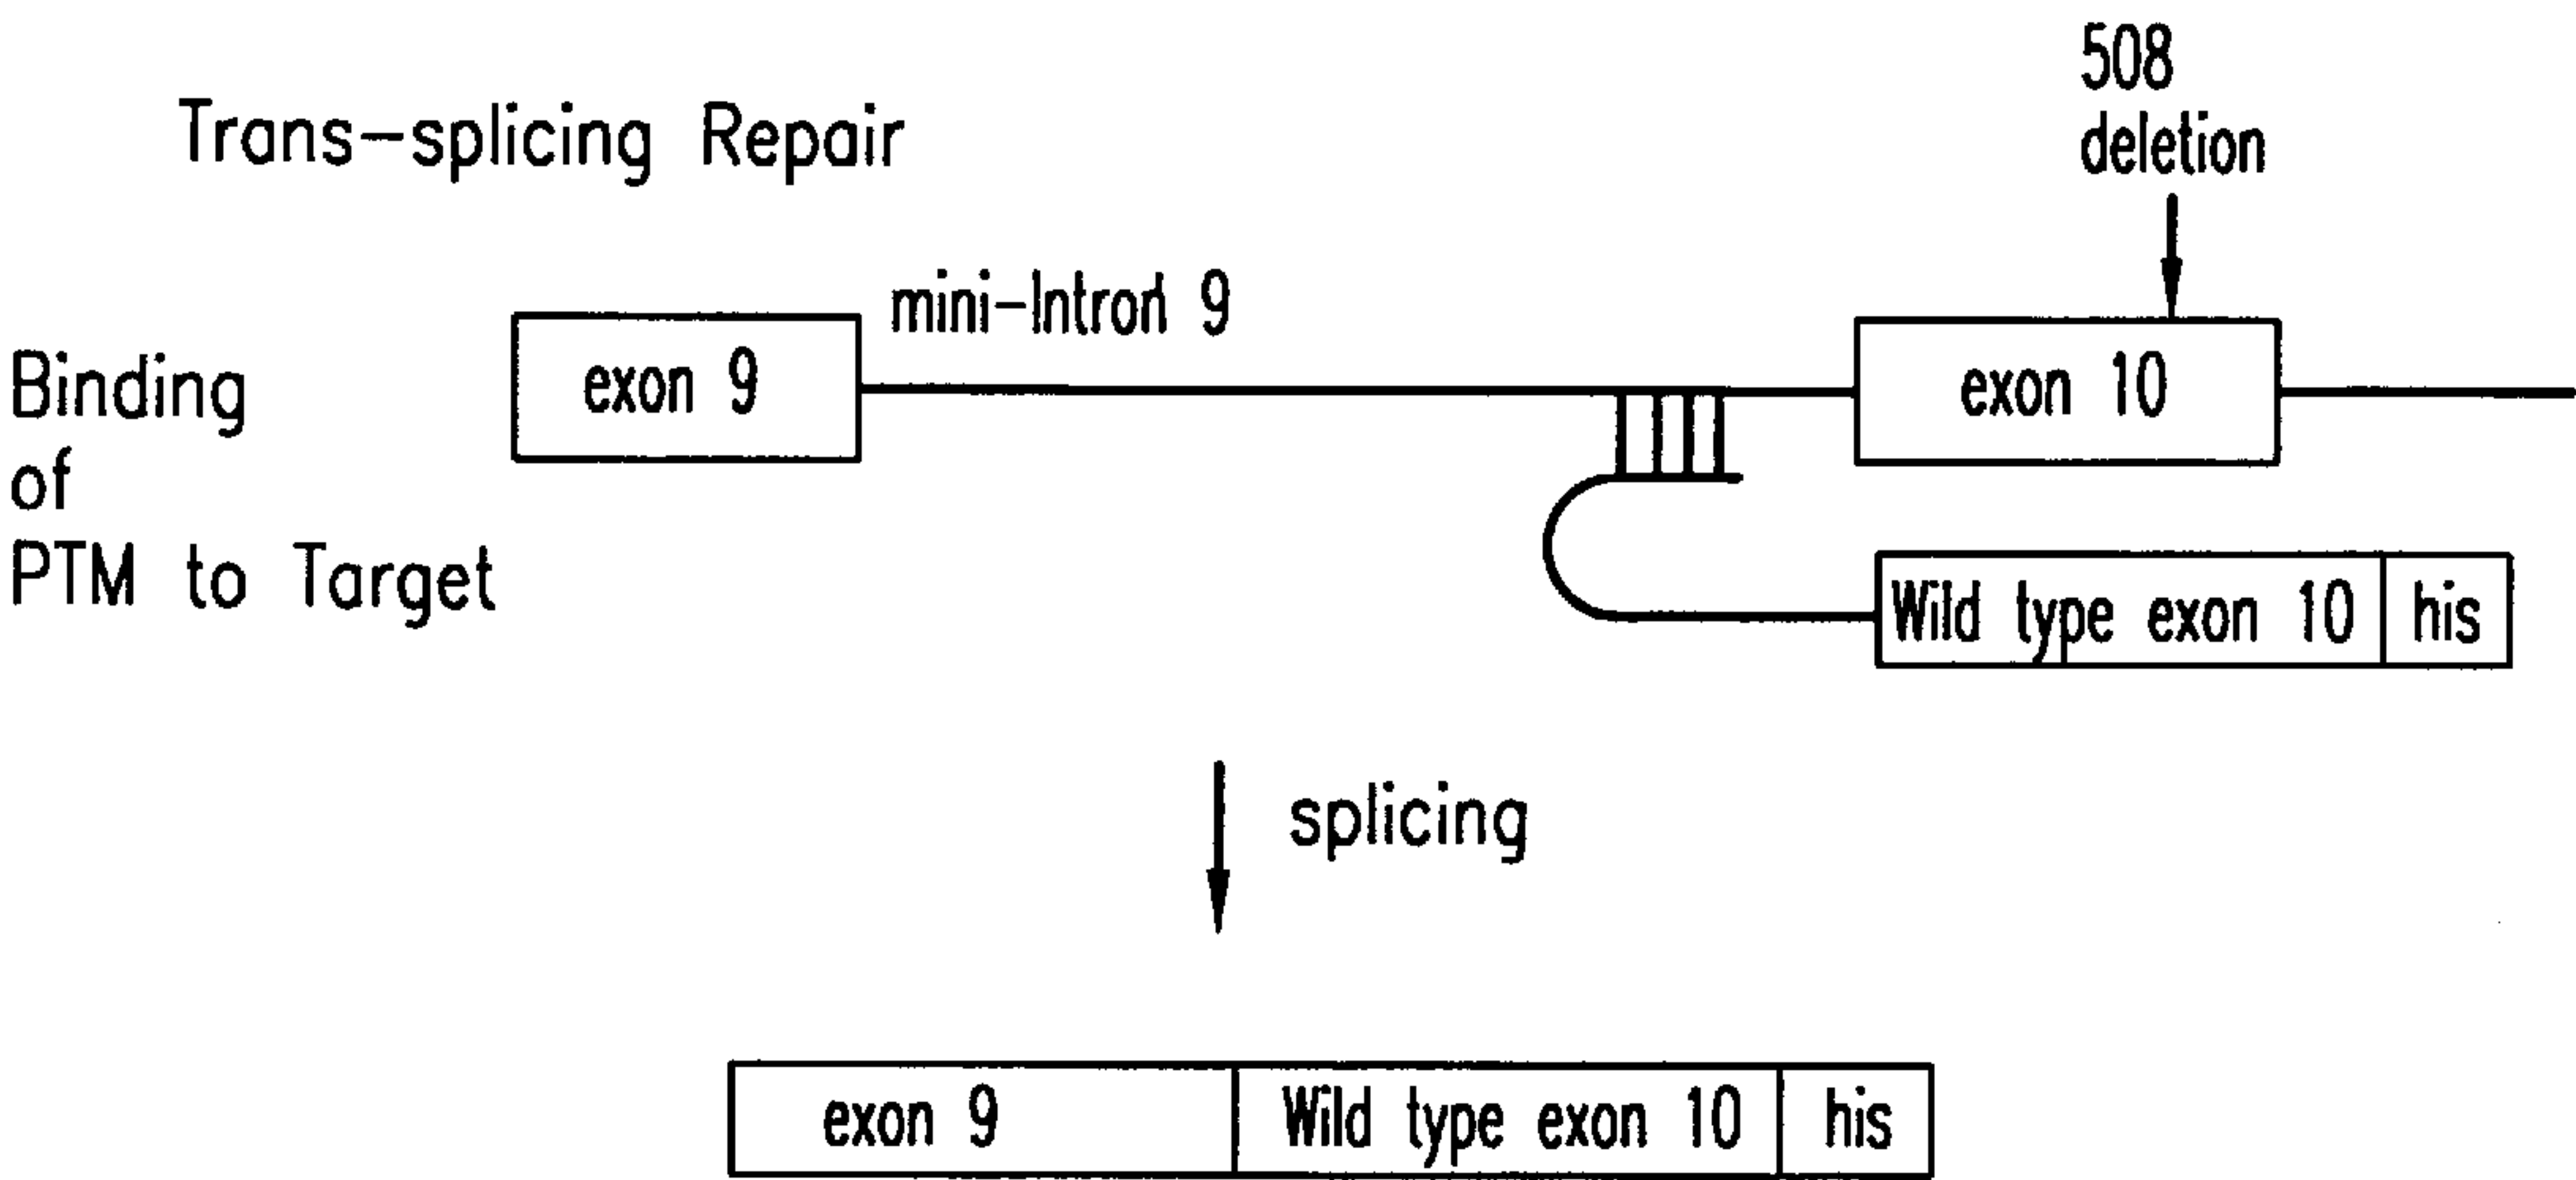 508
deletion
Trans-splicing Repair
mini-Intron 9
Binding
of
PTM to Target
exon 9
exon 10
Wild type exon 10 his
splicing
exon 9 Wild type exon 10 his